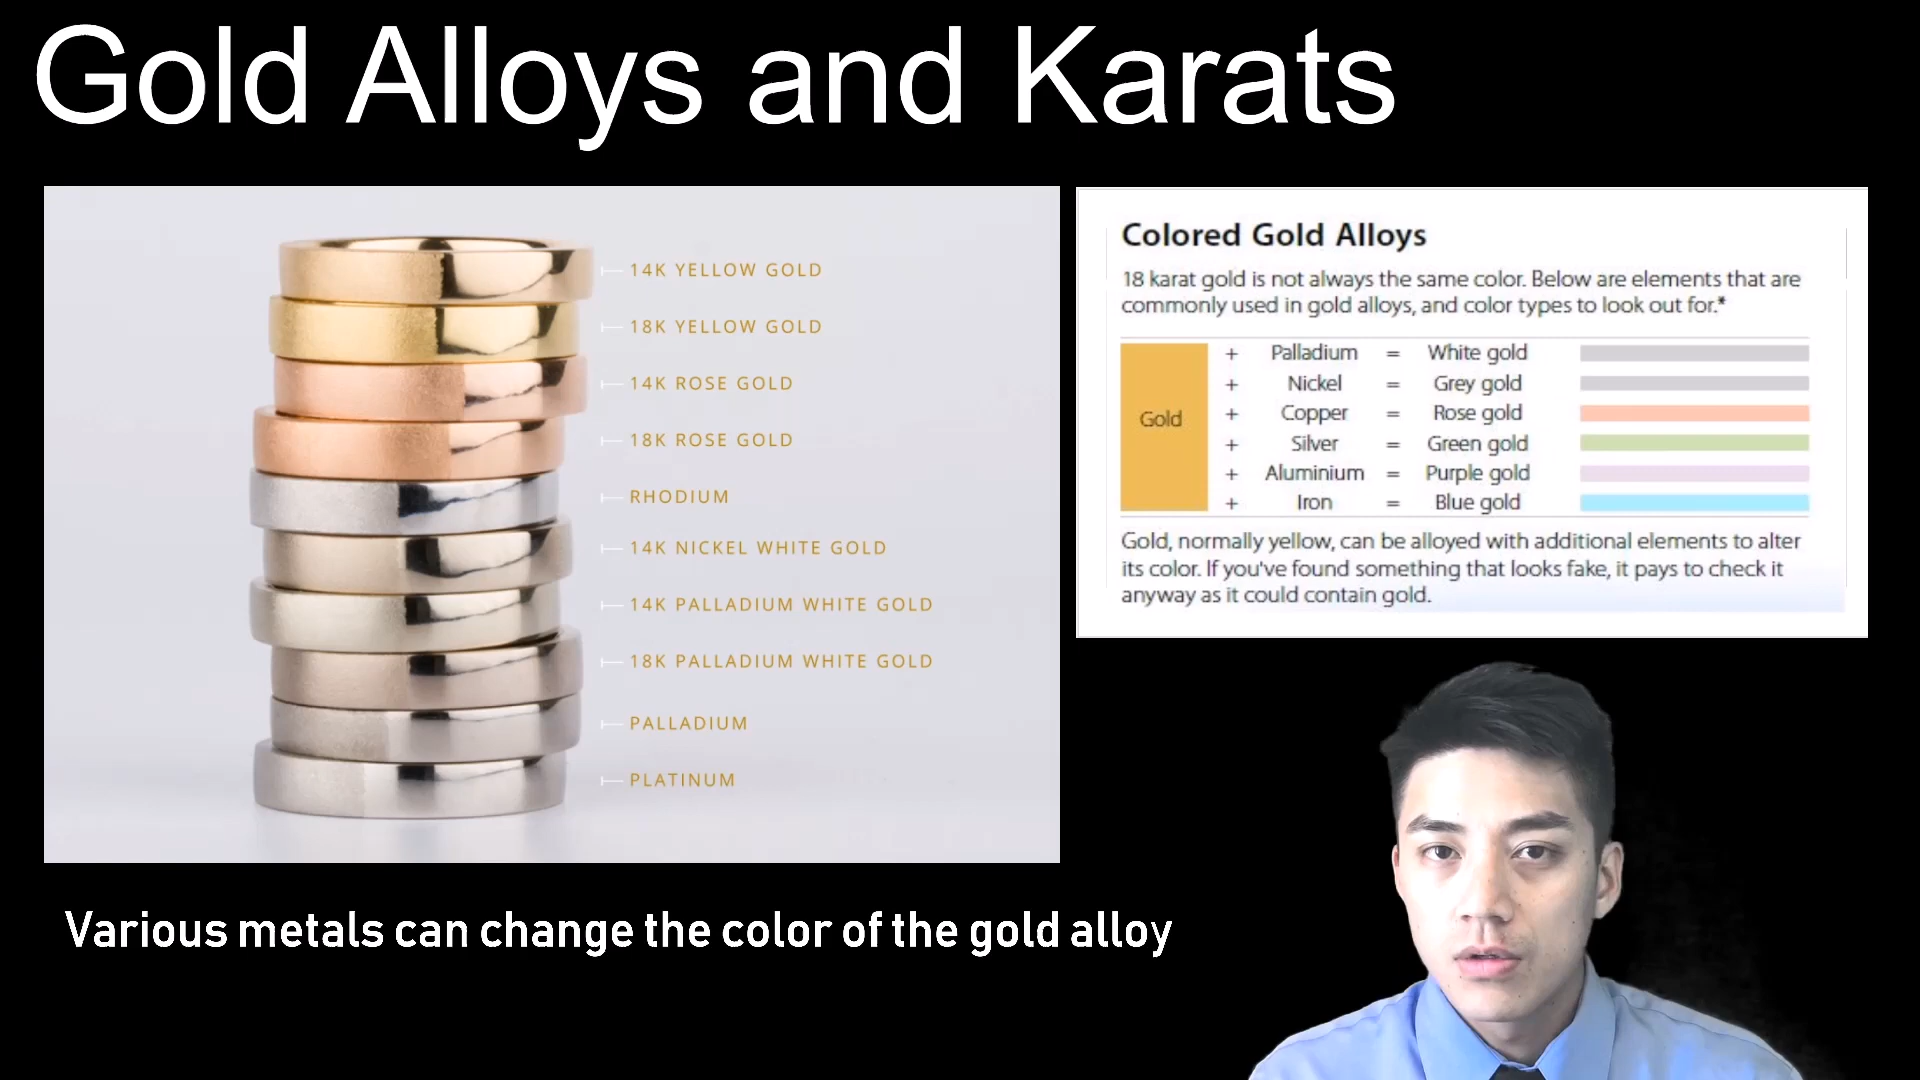 Gold Alloys and Karats
14K YELLOW GOLD
18K YELLOW GOLD
14K ROSE GOLD
18K ROSE GOLD
RHODIUM
14K NICKEL WHITE GOLD
14K PALLADIUM WHITE GOLD
18K PALLADIUM WHITE GOLD
PALLADIUM
PLATINUM
Colored Gold Alloys
18 karat gold is not always the same color. Below are elements that are
commonly used in gold alloys, and color types to look out for.*
Gold
+ Palladium = White gold
+ Nickel = Grey gold
+ Copper = Rose gold
+ Silver = Green gold
+ Aluminium = Purple gold
+ Iron = Blue gold
Gold, normally yellow, can be alloyed with additional elements to alter
its color. If you've found something that looks fake, it pays to check it
anyway as it could contain gold.
Various metals can change the color of the gold alloy